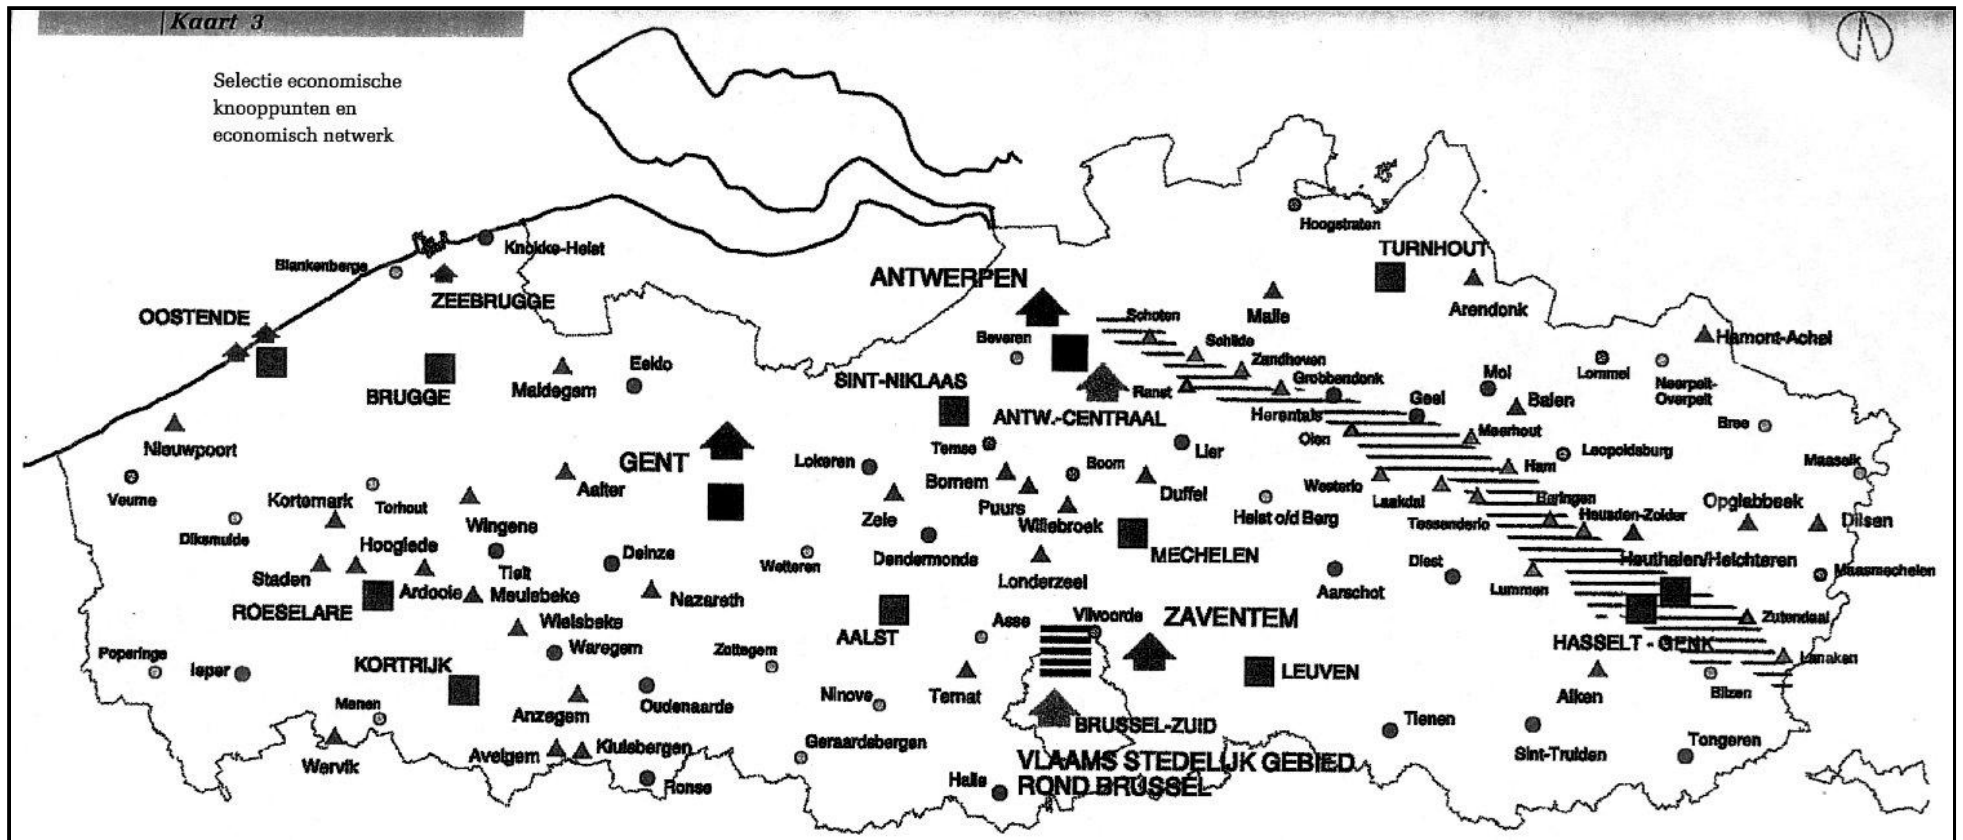 Kaart 3
Selectie economische
knooppunten en
economisch netwerk
Hoogstraten
TURNHOUT
Knokke-Heist
Blankenberge
ZEEBRUGGE
ANTWERPEN
OOSTENDE
Schoten
Malle
Arendonk
Beveren
Schilde
Hamont-Achel
Zandhoven
Eeklo
SINT-NIKLAAS
Mol
Lommel
BRUGGE
Maldegem
Ranst
Grobbendonk
Neerpelt-
Overpelt
ANTW.-CENTRAAL
Herentals
Geel
Balen
Olen
Meerhout
Bree
Nieuwpoort
Temse
Lier
Leopoldsburg
GENT
Lokeren
Boom
Ham
Maaseik
Veurne
Kortemark
Torhout
Aalter
Bornem
Duffel
Westerlo
Laakdal
Beringen
Opglabbeek
Puurs
Zele
Willebroek
Heist o/d Berg
Tessenderlo
Heusden-Zolder
Dilsen
Diksmuide
Wingene
Hooglede
Deinze
Wetteren
Dendermonde
MECHELEN
Houthalen/Helchteren
Staden
Tielt
Londerzeel
Diest
Maasmechelen
Ardooie
Meulebeke
Nazareth
Aarschot
Lummen
ROESELARE
Wielsbeke
AALST
Asse
Vilvoorde
ZAVENTEM
Zutendaal
HASSELT - GENK
Waregem
Zottegem
Poperinge
Ieper
KORTRIJK
Lanaken
LEUVEN
Menen
Anzegem
Oudenaarde
Ninove
Ternat
Alken
Bilzen
BRUSSEL-ZUID
Tienen
Wervik
Avelgem
Kluisbergen
Geraardsbergen
Sint-Truiden
Tongeren
VLAAMS STEDELIJK GEBIED
ROND BRUSSEL
Ronse
Halle